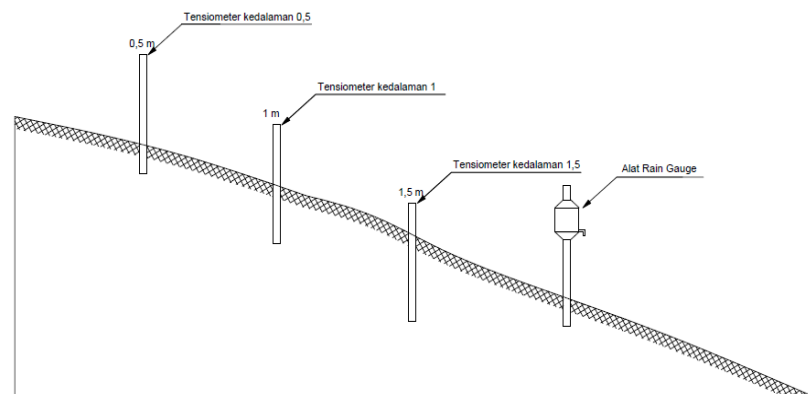 Tensiometer kedalaman 0,5
0,5 m
Tensiometer kedalaman 1
1 m
Tensiometer kedalaman 1,5
1,5 m
Alat Rain Gauge